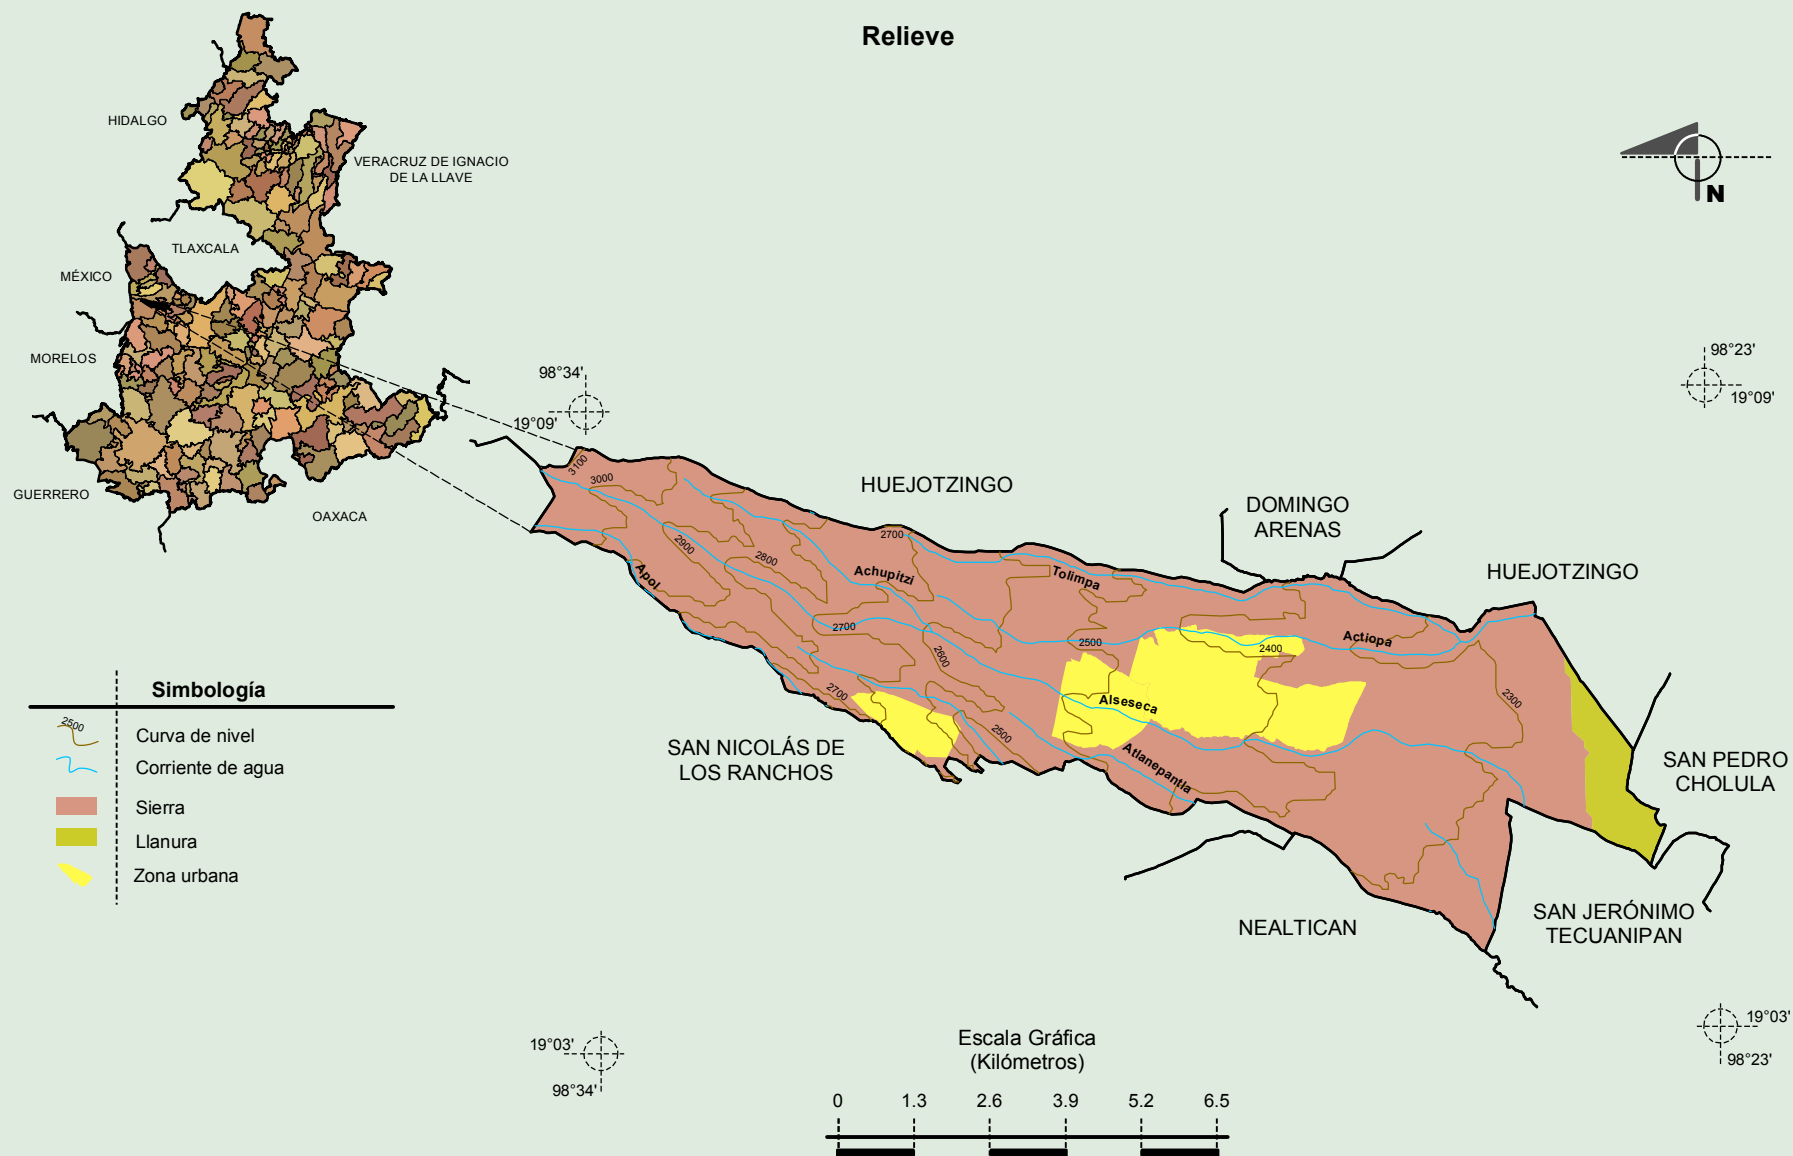 Relieve
HIDALGO
VERACRUZ DE IGNACIO
DE LA LLAVE
TLAXCALA
MÉXICO
MORELOS
GUERRERO
OAXACA
N
98°34'
19°09'
98°23'
19°09'
HUEJOTZINGO
DOMINGO
ARENAS
HUEJOTZINGO
SAN PEDRO
CHOLULA
SAN JERÓNIMO
TECUANIPAN
NEALTICAN
SAN NICOLÁS DE
LOS RANCHOS
3100
3000
2900
2800
2700
2700
2600
2700
2500
2500
2400
2300
Apol
Achupitzi
Tolimpa
Actiopa
Alseseca
Atlanepantla
Simbología
2500
Curva de nivel
Corriente de agua
Sierra
Llanura
Zona urbana
19°03'
98°34'
19°03'
98°23'
Escala Gráfica
(Kilómetros)
0 1.3 2.6 3.9 5.2 6.5